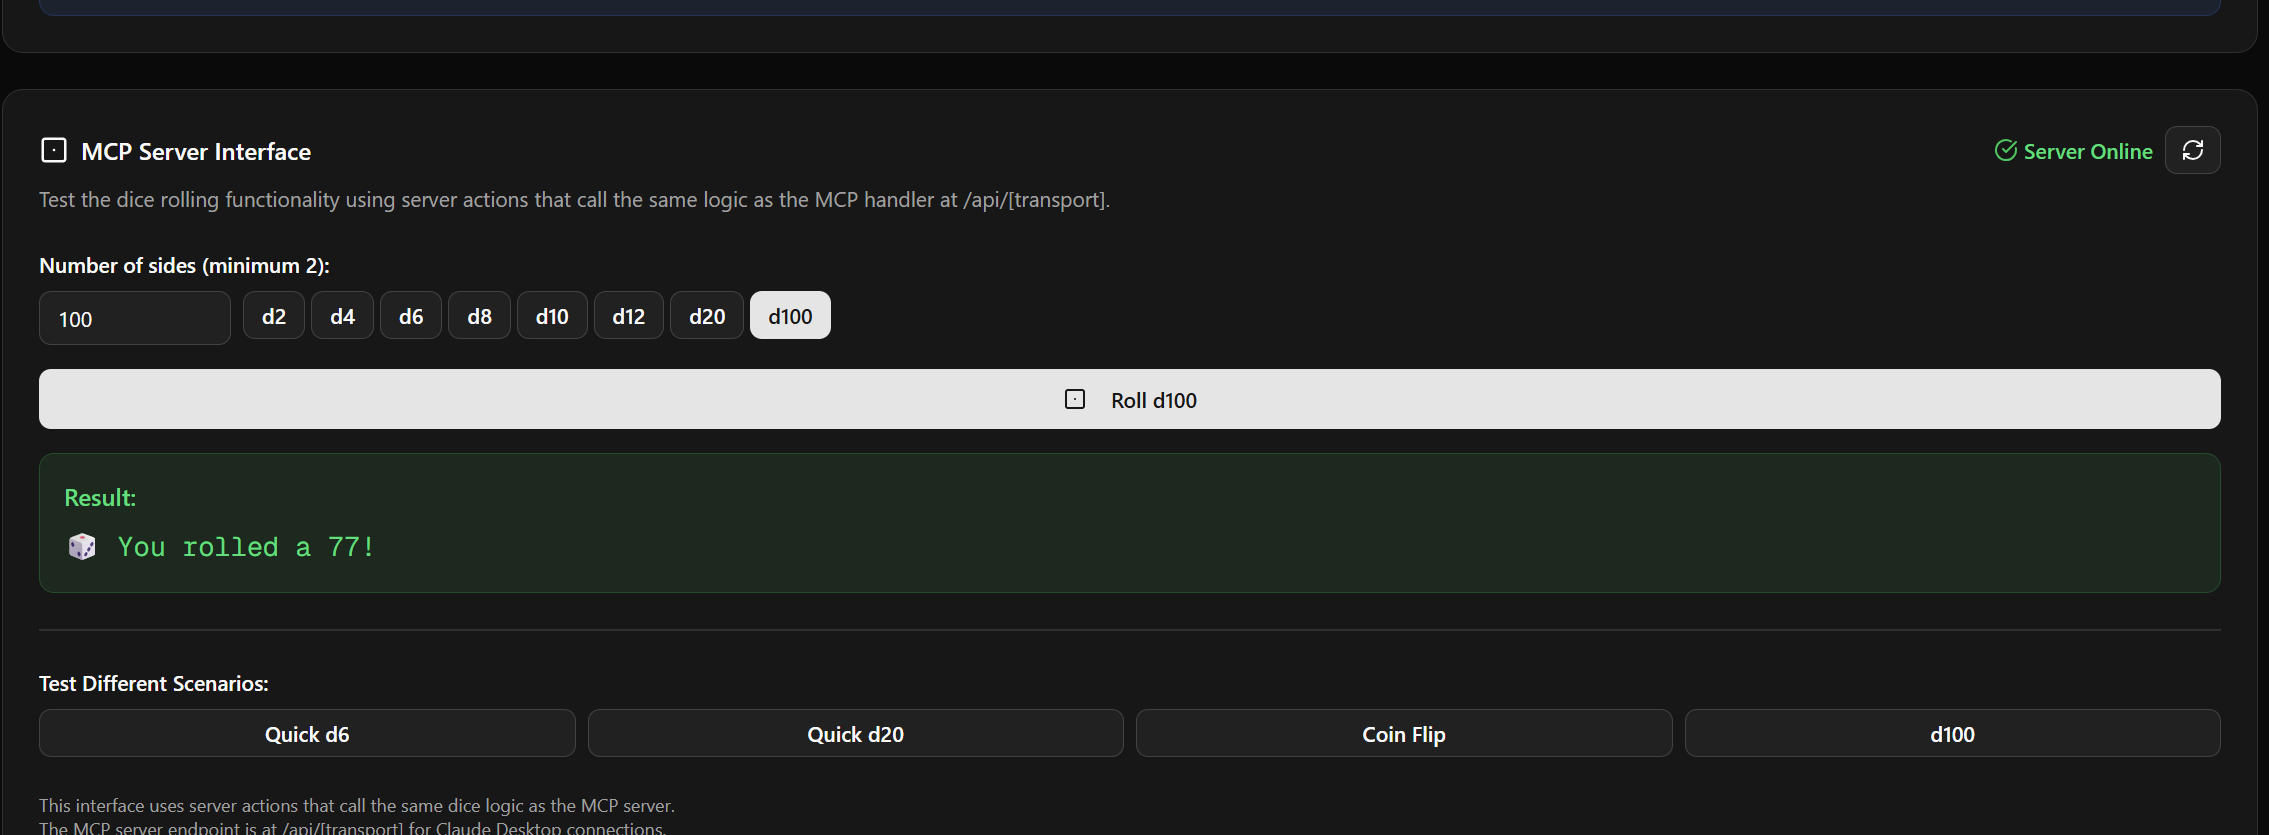 MCP Server Interface
Server Online
Test the dice rolling functionality using server actions that call the same logic as the MCP handler at /api/[transport].
Number of sides (minimum 2):
100 d2 d4 d6 d8 d10 d12 d20 d100
Roll d100
Result:
🎲 You rolled a 77!
Test Different Scenarios:
Quick d6 Quick d20 Coin Flip d100
This interface uses server actions that call the same dice logic as the MCP server.
The MCP server endpoint is at /api/[transport] for Claude Desktop connections.